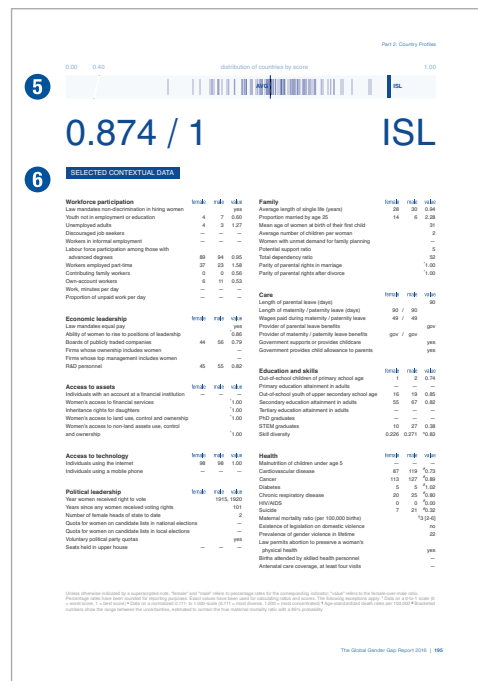 Part 2: Country Profiles
0.00 0.40 distribution of countries by score 1.00
5
AVG ISL
0.874 / 1 ISL
6
SELECTED CONTEXTUAL DATA
Workforce participation female male value
Law mandates non-discrimination in hiring women yes
Youth not in employment or education 4 7 0.60
Unemployed adults 4 3 1.27
Discouraged job seekers — — —
Workers in informal employment — — —
Labour force participation among those with
advanced degrees 89 94 0.95
Workers employed part-time 37 23 1.58
Contributing family workers 0 0 0.56
Own-account workers 6 11 0.53
Work, minutes per day — — —
Proportion of unpaid work per day — — —
Economic leadership female male value
Law mandates equal pay yes
Ability of women to rise to positions of leadership 0.86
Boards of publicly traded companies 44 56 0.79
Firms whose ownership includes women —
Firms whose top management includes women —
R&D personnel 45 55 0.82
Access to assets female male value
Individuals with an account at a financial institution — — —
Women's access to financial services 1.00
Inheritance rights for daughters 1.00
Women's access to land use, control and ownership 1.00
Women's access to non-land assets use, control
and ownership 1.00
Access to technology female male value
Individuals using the internet 98 98 1.00
Individuals using a mobile phone — — —
Political leadership female male value
Year women received right to vote 1915, 1920
Years since any women received voting rights 101
Number of female heads of state to date 2
Quota for women on candidate lists in national elections —
Quota for women on candidate lists in local elections —
Voluntary political party quotas yes
Seats held in upper house — — —
Family female male value
Average length of single life (years) 28 30 0.94
Proportion married by age 25 14 6 2.28
Mean age of women at birth of their first child 31
Average number of children per woman 2
Women with unmet demand for family planning —
Potential support ratio 5
Total dependency ratio 52
Parity of parental rights in marriage 1.00
Parity of parental rights after divorce 1.00
Care female male value
Length of parental leave (days) 90
Length of maternity / paternity leave (days) 90 / 90
Wages paid during maternity / paternity leave 49 / 49
Provider of parental leave benefits gov
Provider of maternity / paternity leave benefits gov / gov
Government supports or provides childcare yes
Government provides child allowance to parents yes
Education and skills female male value
Out-of-school children of primary school age 1 2 0.74
Primary education attainment in adults — — —
Out-of-school youth of upper secondary school age 16 19 0.85
Secondary education attainment in adults 55 67 0.82
Tertiary education attainment in adults — — —
PhD graduates — — —
STEM graduates 10 27 0.38
Skill diversity 0.226 0.271 0.83
Health female male value
Malnutrition of children under age 5 — — —
Cardiovascular disease 87 119 0.73
Cancer 113 127 0.89
Diabetes 5 5 1.02
Chronic respiratory disease 20 25 0.80
HIV/AIDS 0 0 0.00
Suicide 7 21 0.32
Maternal mortality ratio (per 100,000 births) 3 [2-6]
Existence of legislation on domestic violence no
Prevalence of gender violence in lifetime 22
Law permits abortion to preserve a woman's
physical health yes
Births attended by skilled health personnel —
Antenatal care coverage, at least four visits —
The Global Gender Gap Report 2016 | 195